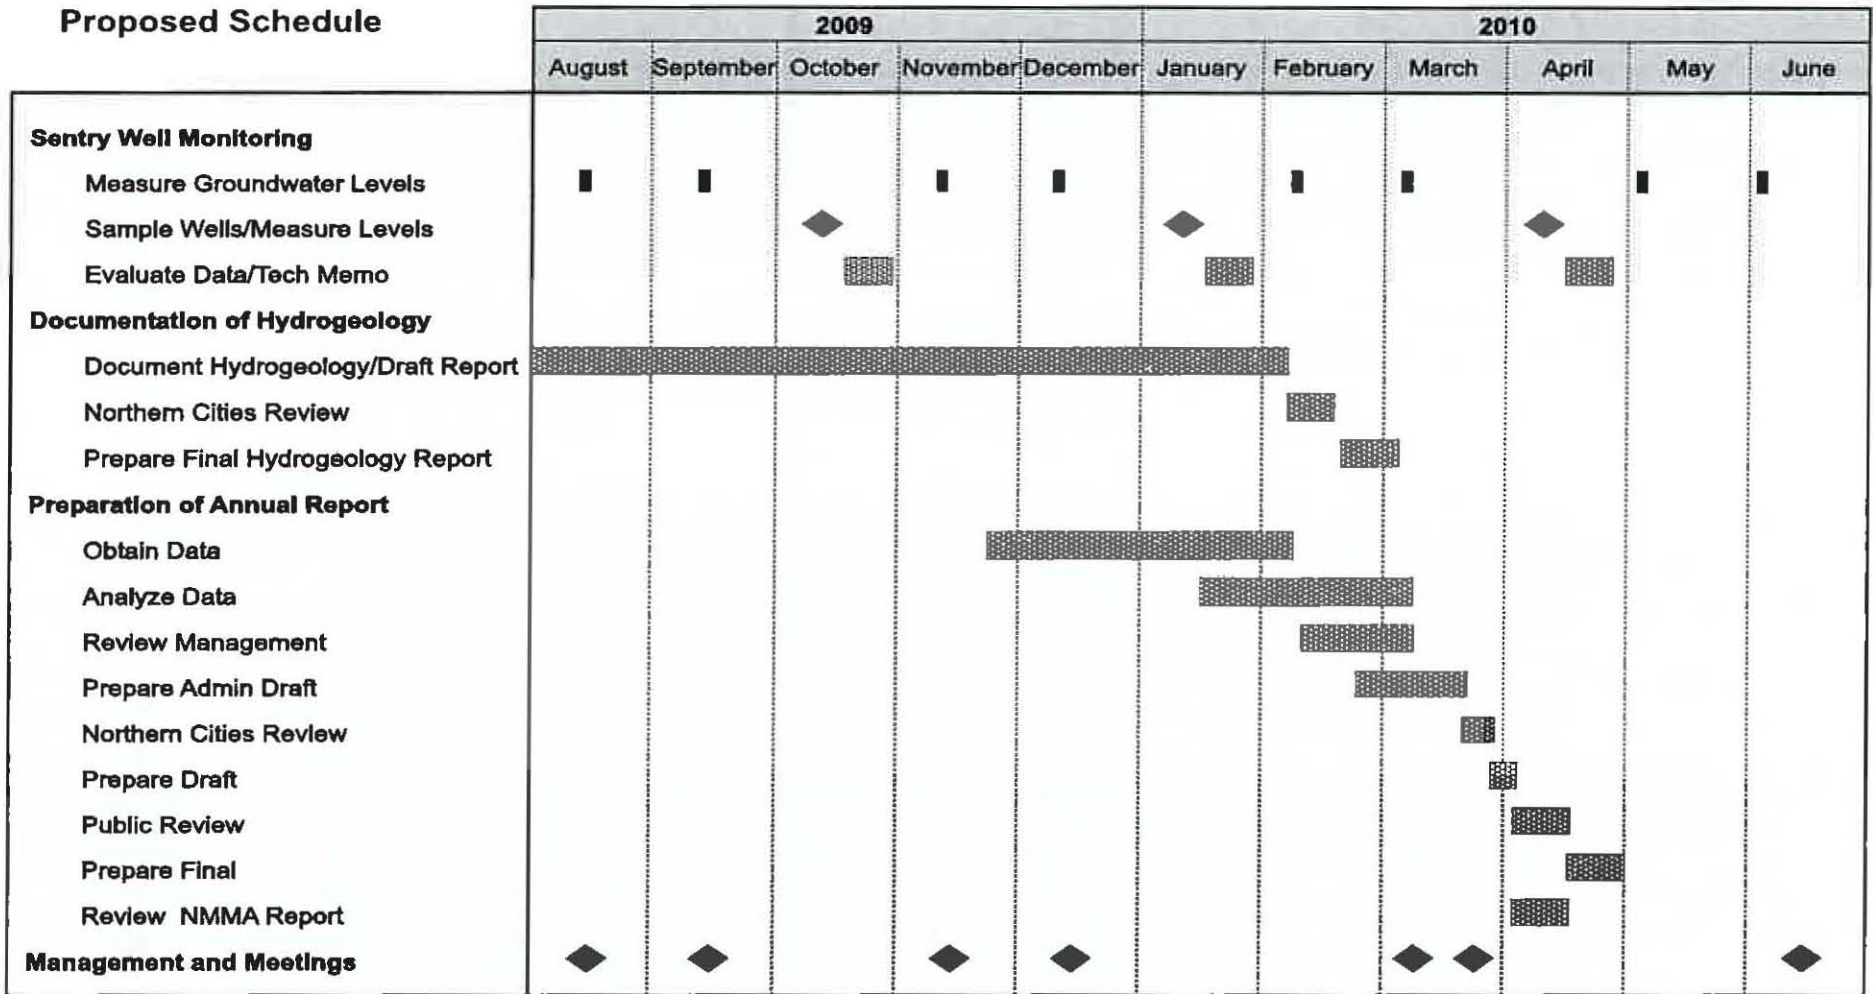 Proposed Schedule
2009 2010
August September October November December January February March April May June
Sentry Well Monitoring
Measure Groundwater Levels
Sample Wells/Measure Levels
Evaluate Data/Tech Memo
Documentation of Hydrogeology
Document Hydrogeology/Draft Report
Northern Cities Review
Prepare Final Hydrogeology Report
Preparation of Annual Report
Obtain Data
Analyze Data
Review Management
Prepare Admin Draft
Northern Cities Review
Prepare Draft
Public Review
Prepare Final
Review NMMA Report
Management and Meetings